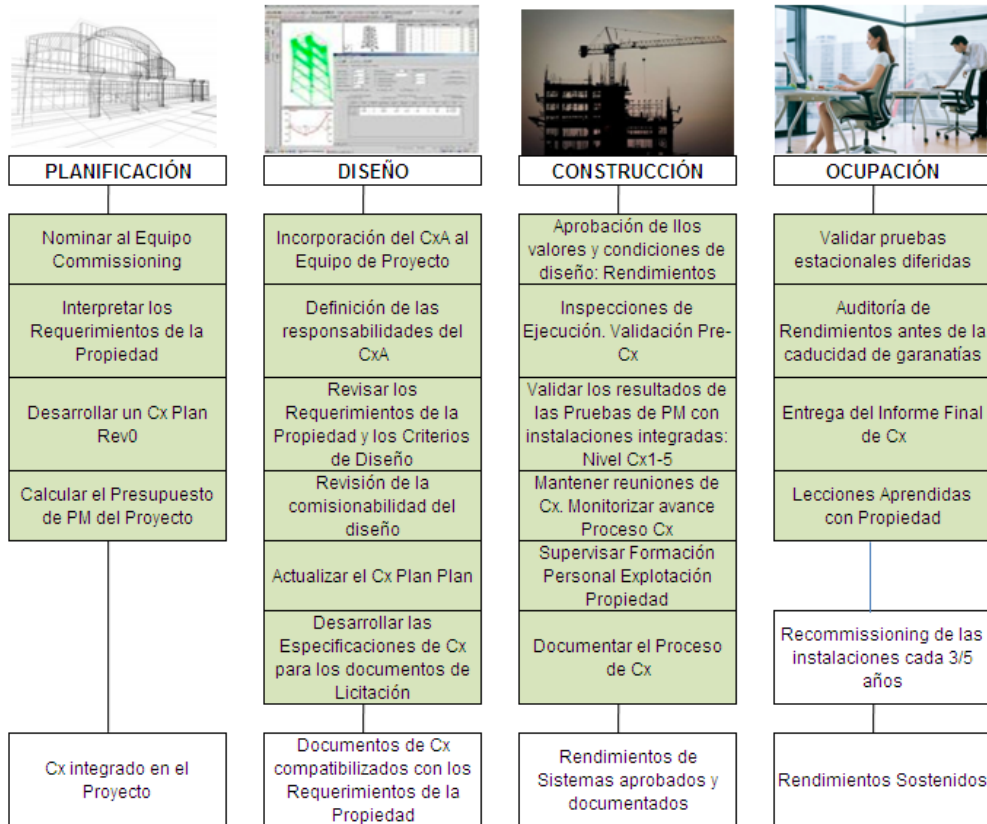 PLANIFICACIÓN
Nominar al Equipo
Commissioning
Interpretar los
Requerimientos de la
Propiedad
Desarrollar un Cx Plan
Rev0
Calcular el Presupuesto
de PM del Proyecto
Cx integrado en el
Proyecto
DISEÑO
Incorporación del CxA al
Equipo de Proyecto
Definición de las
responsabilidades del
CxA
Revisar los
Requerimientos de la
Propiedad y los Criterios
de Diseño
Revisión de la
comisionabilidad del
diseño
Actualizar el Cx Plan Plan
Desarrollar las
Especificaciones de Cx
para los documentos de
Licitación
Documentos de Cx
compatibilizados con los
Requerimientos de la
Propiedad
CONSTRUCCIÓN
Aprobación de llos
valores y condiciones de
diseño: Rendimientos
Inspecciones de
Ejecución. Validación Pre-
Cx
Validar los resultados de
las Pruebas de PM con
instalaciones integradas:
Nivel Cx1-5
Mantener reuniones de
Cx. Monitorizar avance
Proceso Cx
Supervisar Formación
Personal Explotación
Propiedad
Documentar el Proceso
de Cx
Rendimientos de
Sistemas aprobados y
documentados
OCUPACIÓN
Validar pruebas
estacionales diferidas
Auditoría de
Rendimientos antes de la
caducidad de garanatías
Entrega del Informe Final
de Cx
Lecciones Aprendidas
con Propiedad
Recommissioning de las
instalaciones cada 3/5
años
Rendimientos Sostenidos